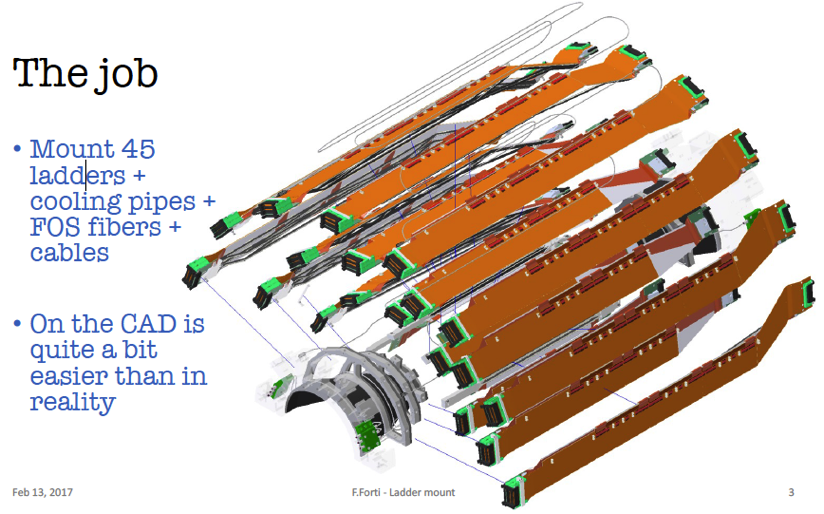 The job
• Mount 45
ladders +
cooling pipes +
FOS fibers +
cables
• On the CAD is
quite a bit
easier than in
reality
Feb 13, 2017
F.Forti - Ladder mount
3